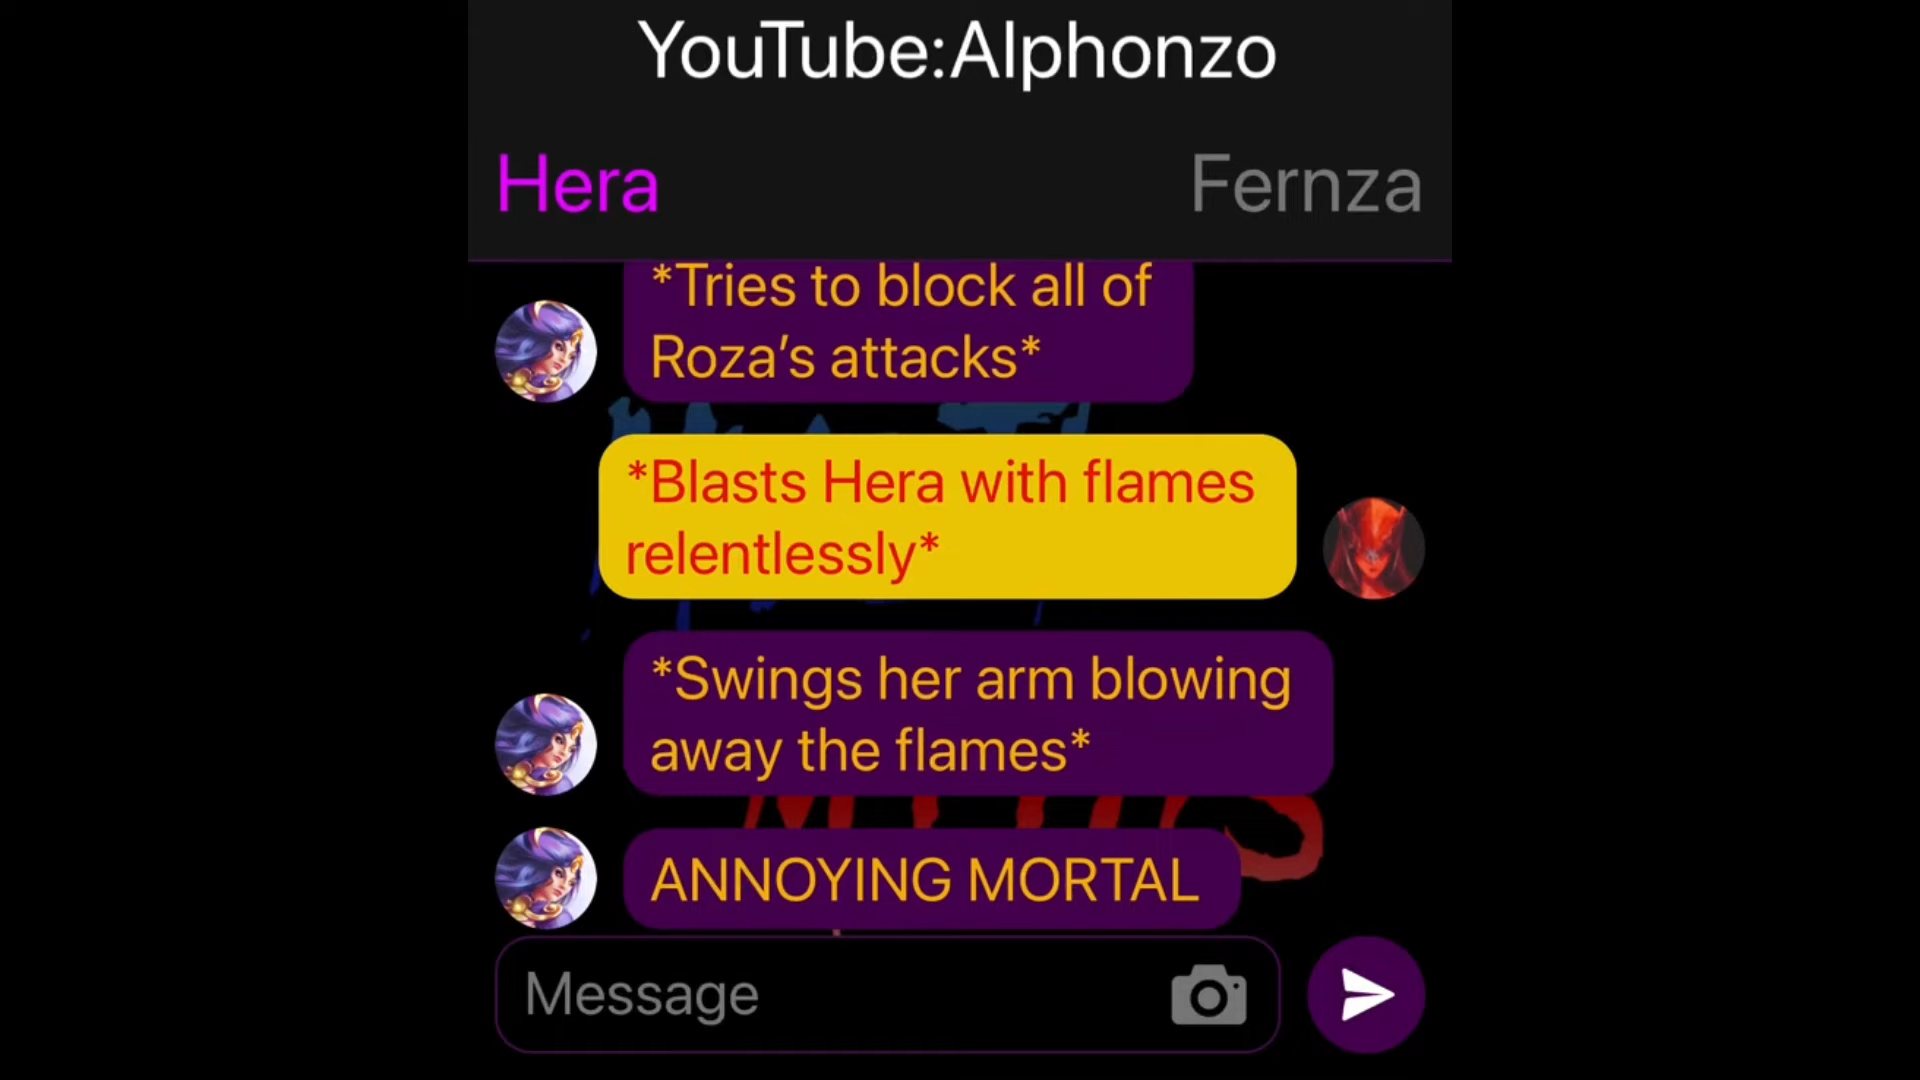 YouTube:Alphonzo
Hera
Fernza
*Tries to block all of
Roza’s attacks*
*Blasts Hera with flames
relentlessly*
*Swings her arm blowing
away the flames*
ANNOYING MORTAL
Message